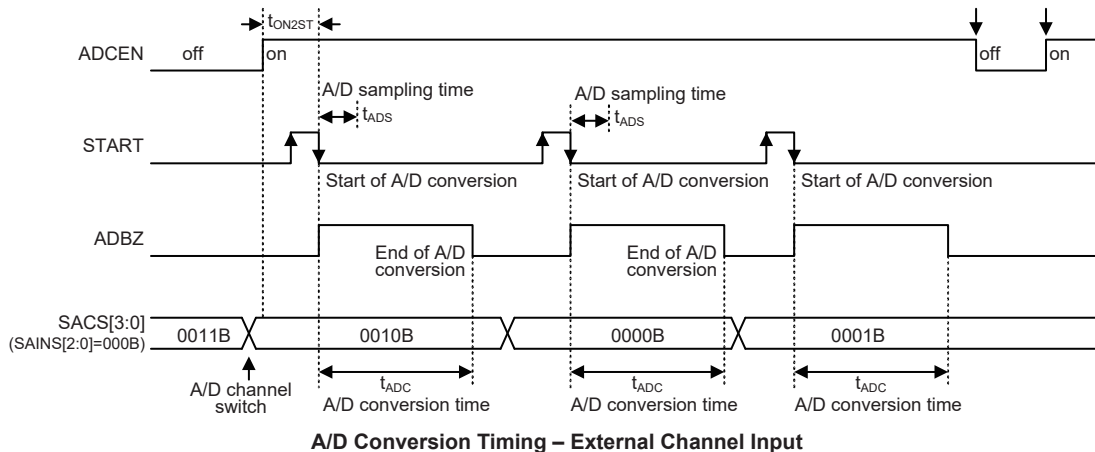 tON2ST
ADCEN
off
on
off
on
A/D sampling time
tADS
A/D sampling time
tADS
START
Start of A/D conversion
Start of A/D conversion
Start of A/D conversion
ADBZ
End of A/D
conversion
End of A/D
conversion
SACS[3:0]
(SAINS[2:0]=000B)
0011B
0010B
0000B
0001B
A/D channel
switch
tADC
A/D conversion time
tADC
A/D conversion time
tADC
A/D conversion time
A/D Conversion Timing – External Channel Input